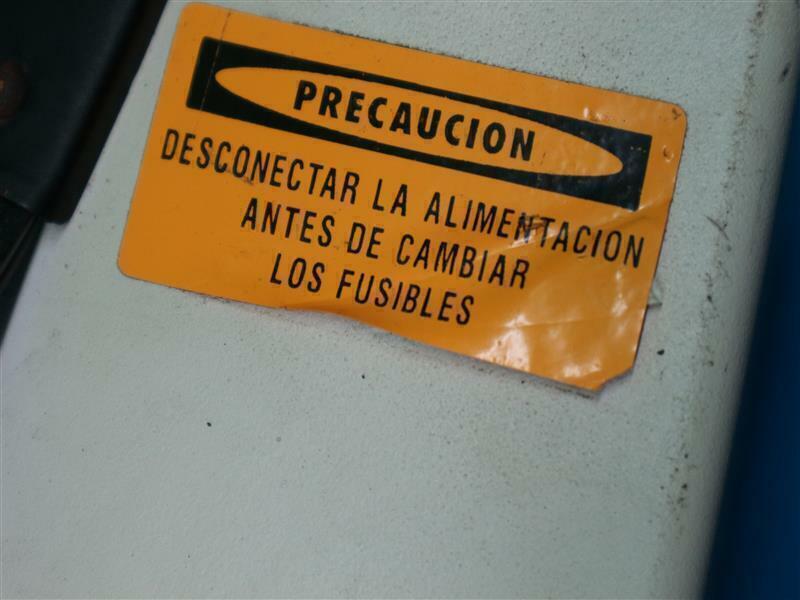 PRECAUCION
DESCONECTAR LA ALIMENTACION
ANTES DE CAMBIAR
LOS FUSIBLES